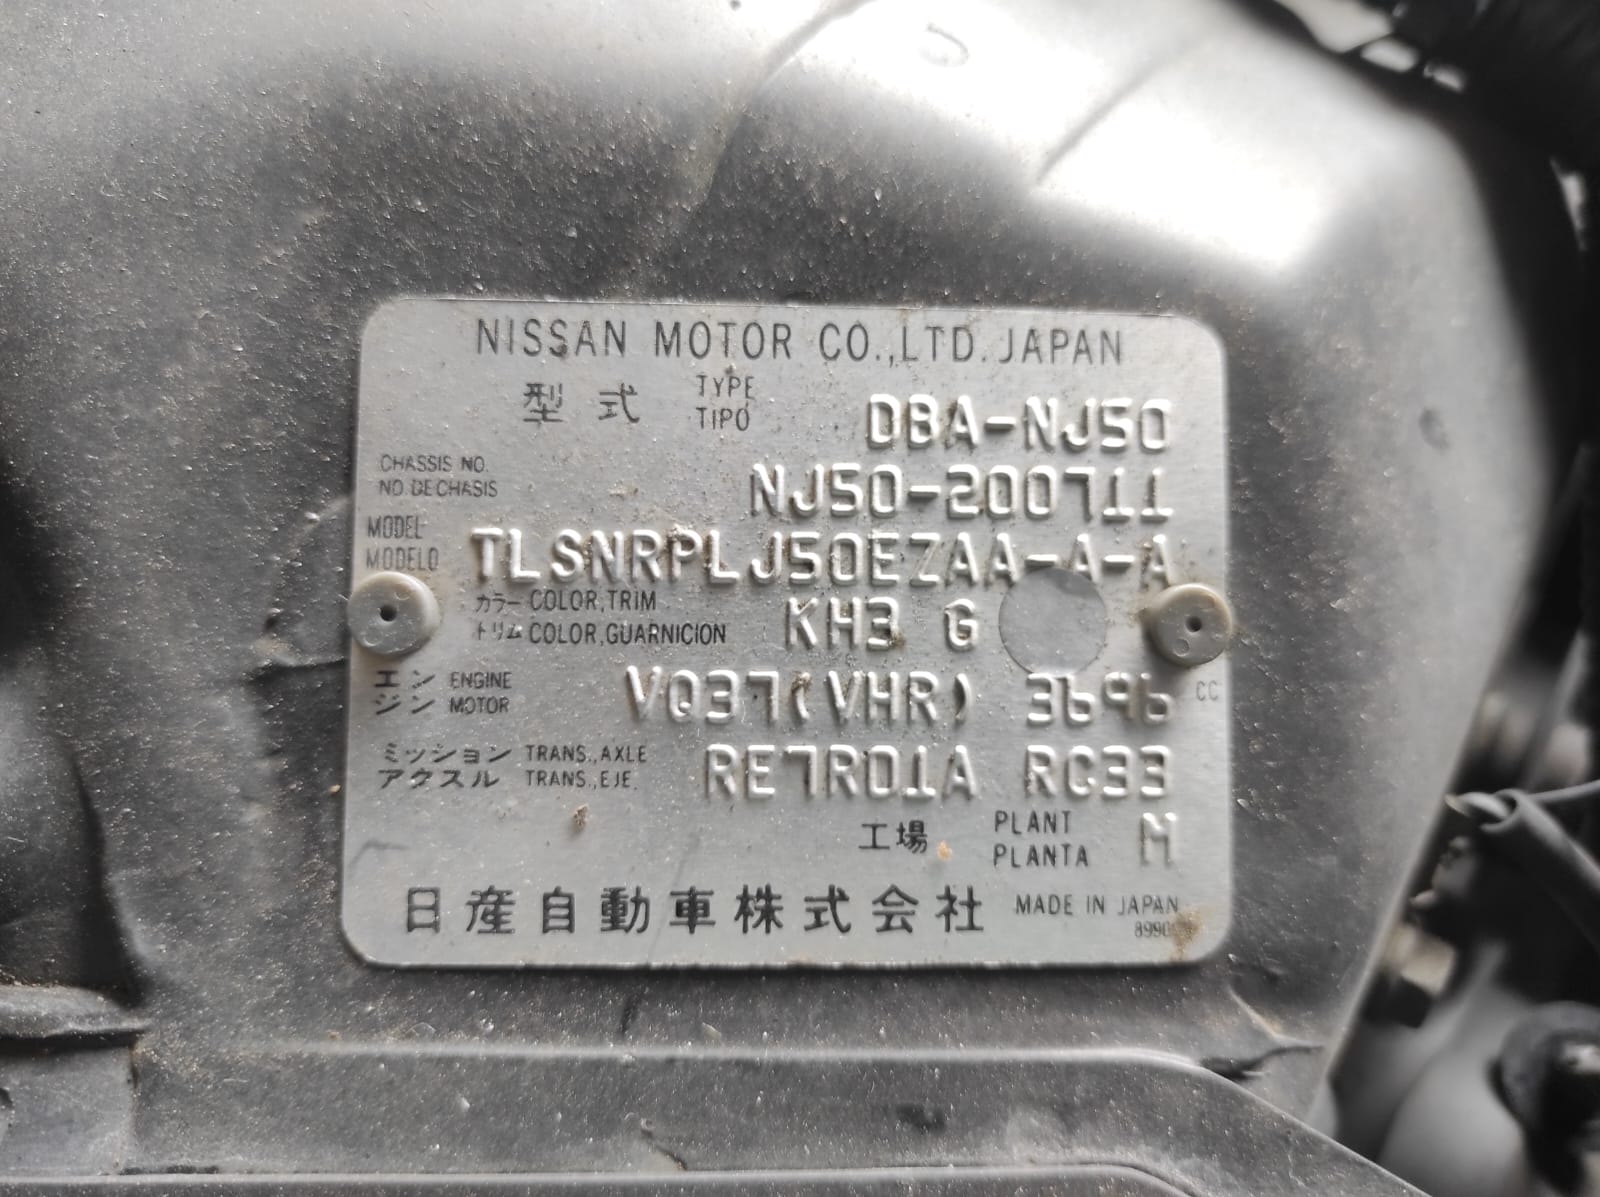 NISSAN MOTOR CO.,LTD. JAPAN
型式 TYPE TIPO DBA-NJ50
CHASSIS NO. NO. DE CHASIS NJ50-200711
MODEL MODELO TLSNRPLJ50EZAA-A-A
カラー COLOR,TRIM トリム COLOR,GUARNICION KH3 G
エンジン ENGINE MOTOR VQ37(VHR) 3696 CC
ミッション TRANS.,AXLE アクスル TRANS.,EJE. RE7R01A RC33
工場 PLANT PLANTA M
日産自動車株式会社 MADE IN JAPAN